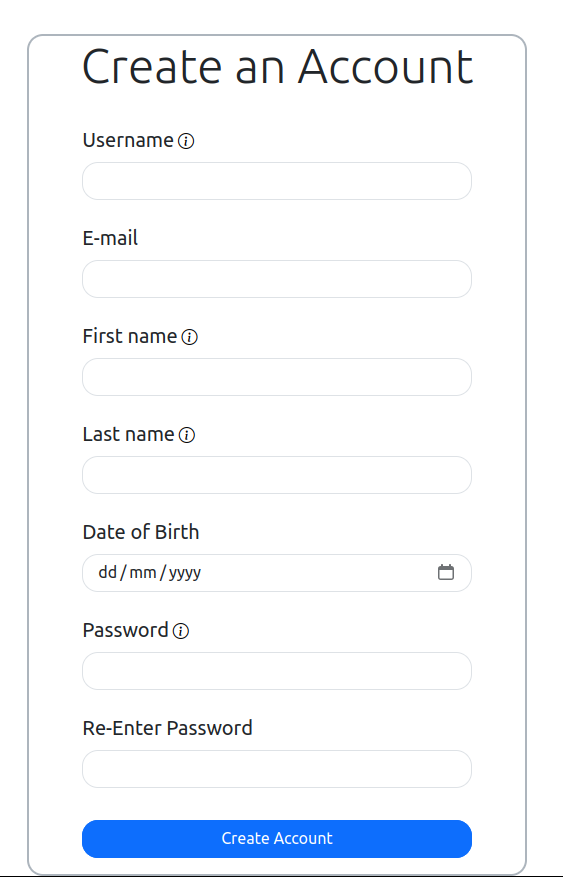 Create an Account
Username
E-mail
First name
Last name
Date of Birth
dd/mm/yyyy
Password
Re-Enter Password
Create Account